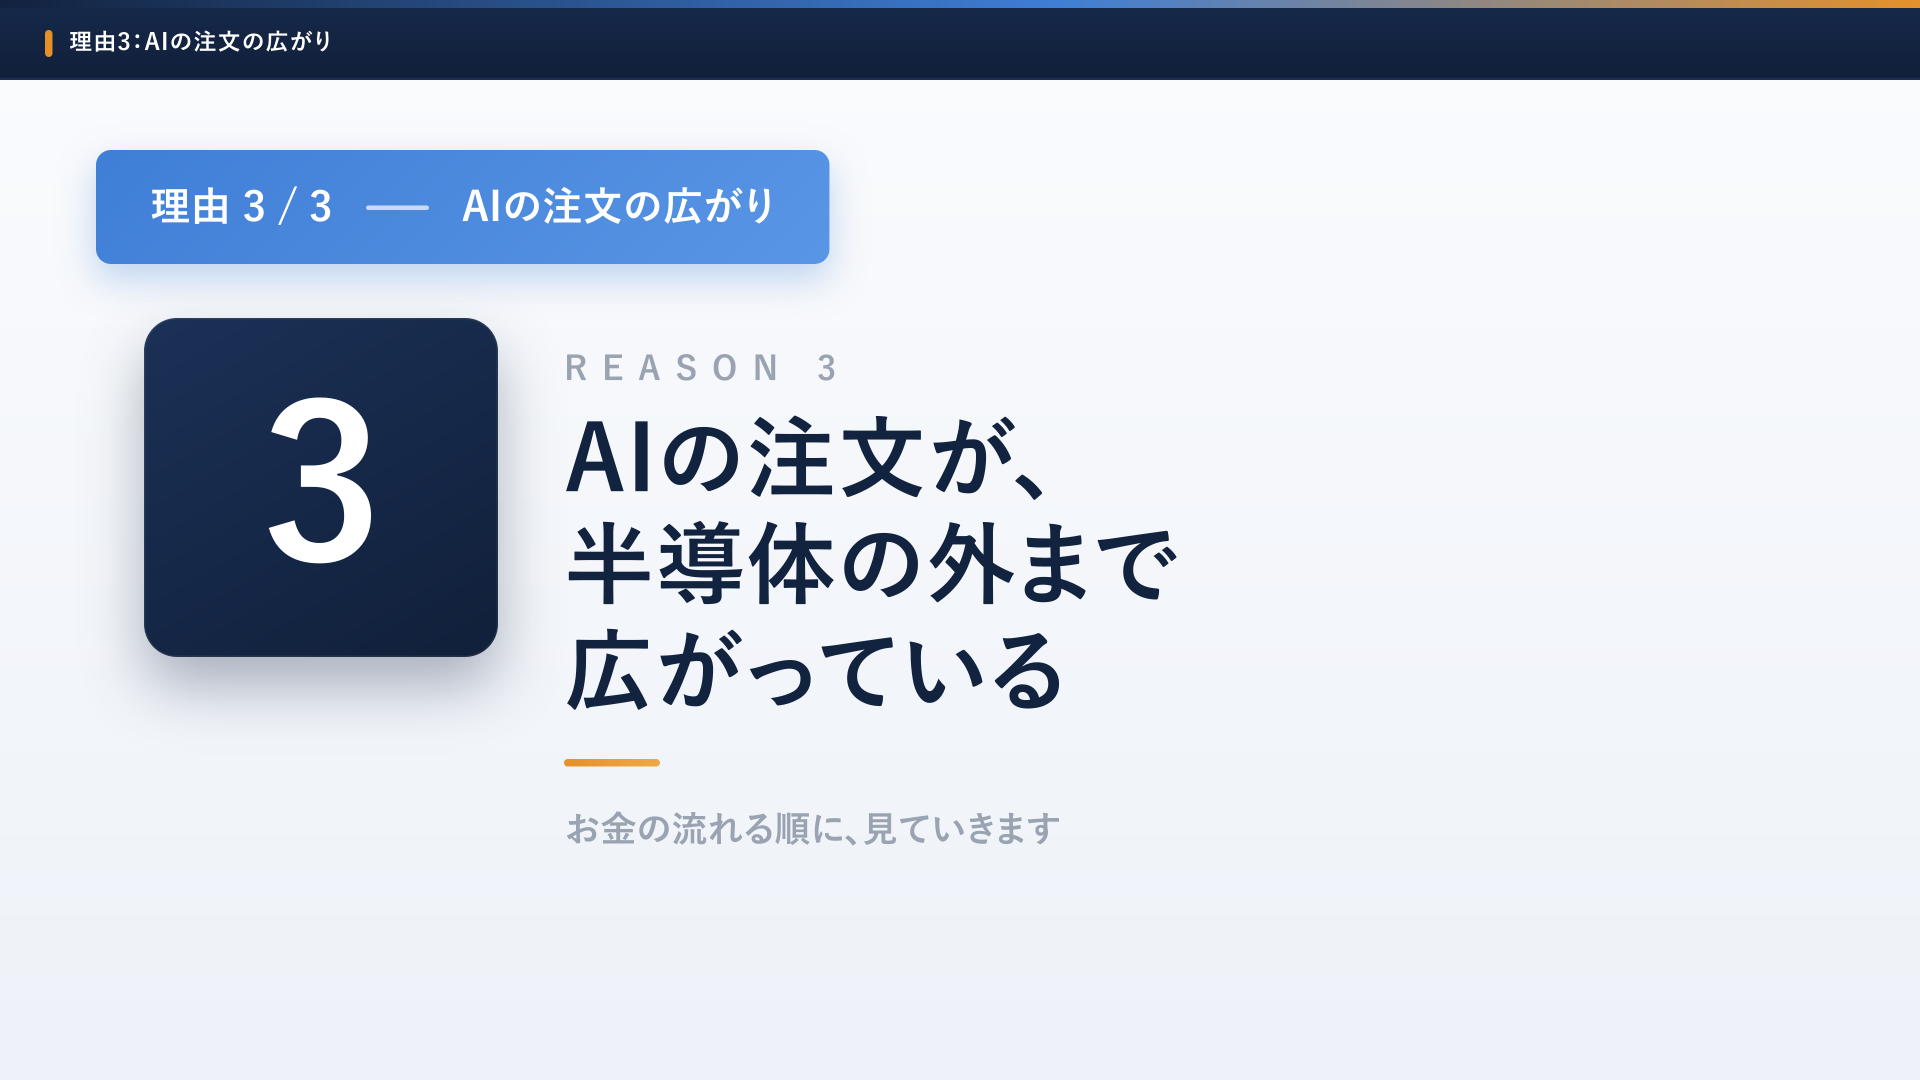 理由3：AIの注文の広がり
理由 3 / 3 — AIの注文の広がり
3
REASON 3
AIの注文が、
半導体の外まで
広がっている
お金の流れる順に、見ていきます